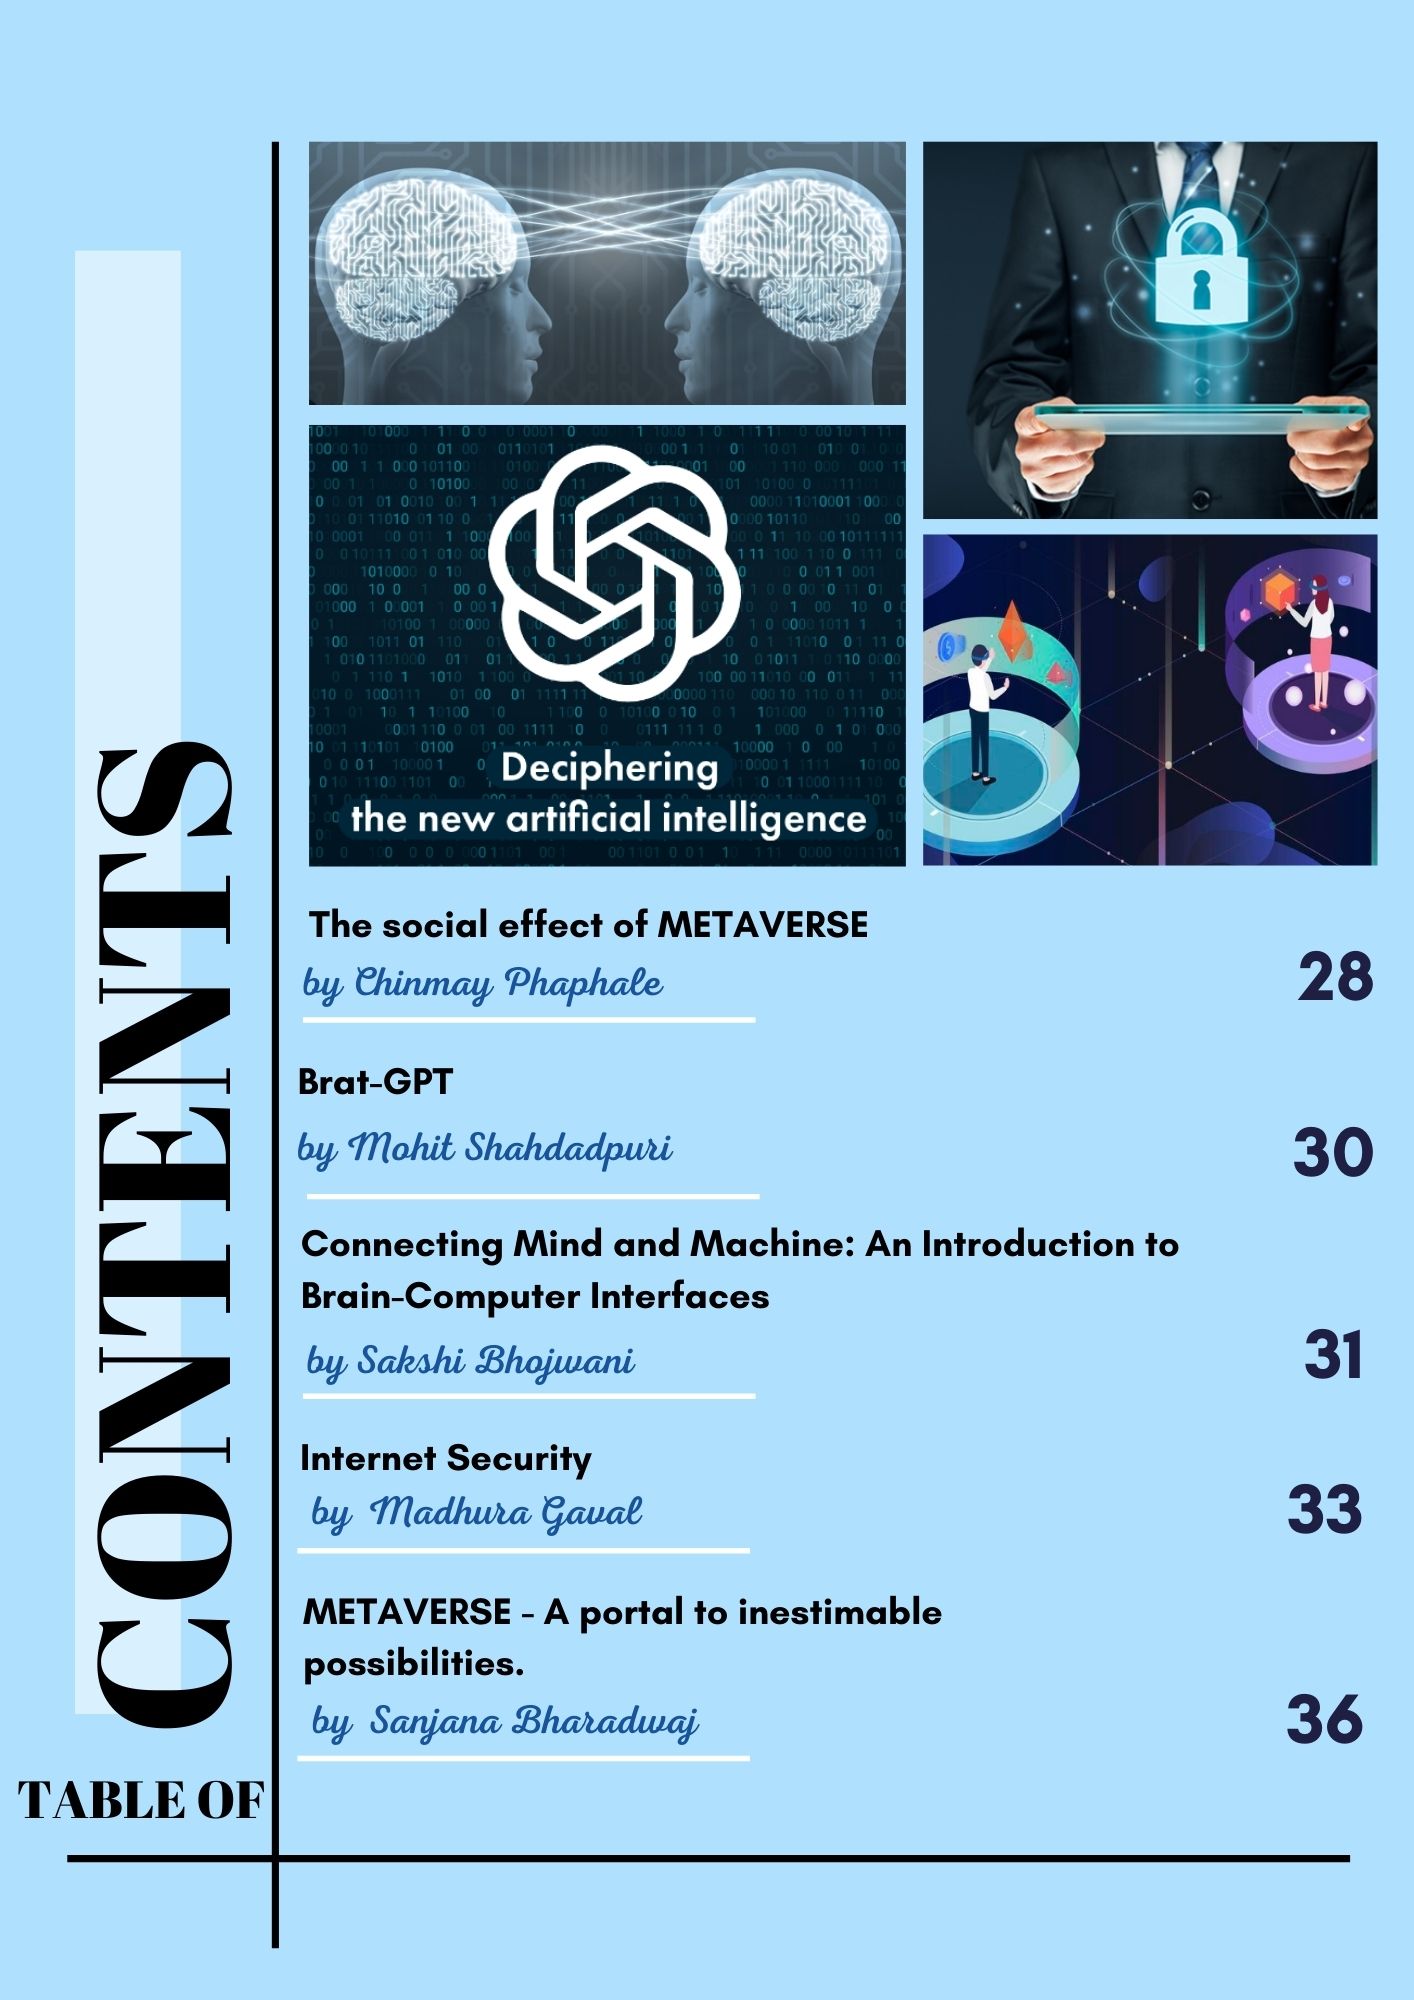 Deciphering
the new artificial intelligence
The social effect of METAVERSE
by Chinmay Phaphale
28
Brat-GPT
by Mohit Shahdadpuri
30
Connecting Mind and Machine: An Introduction to
Brain-Computer Interfaces
by Sakshi Bhojwani
31
Internet Security
by Madhura Gaval
33
METAVERSE - A portal to inestimable
possibilities.
by Sanjana Bharadwaj
36
TABLE OF
CONTENTS